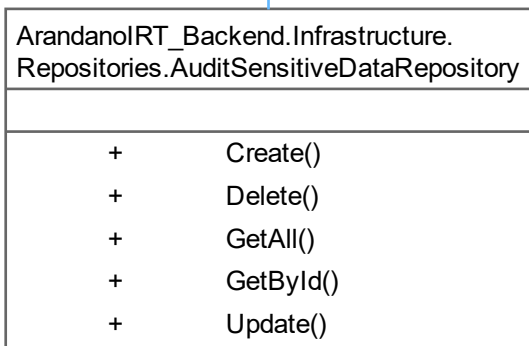 ArandanoIRT_Backend.Infrastructure.
Repositories.AuditSensitiveDataRepository
+ Create()
+ Delete()
+ GetAll()
+ GetById()
+ Update()